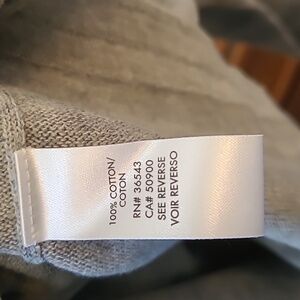 100% COTTON/
COTON
RN# 36543
CA# 50900
SEE REVERSE
VOIR REVERSO